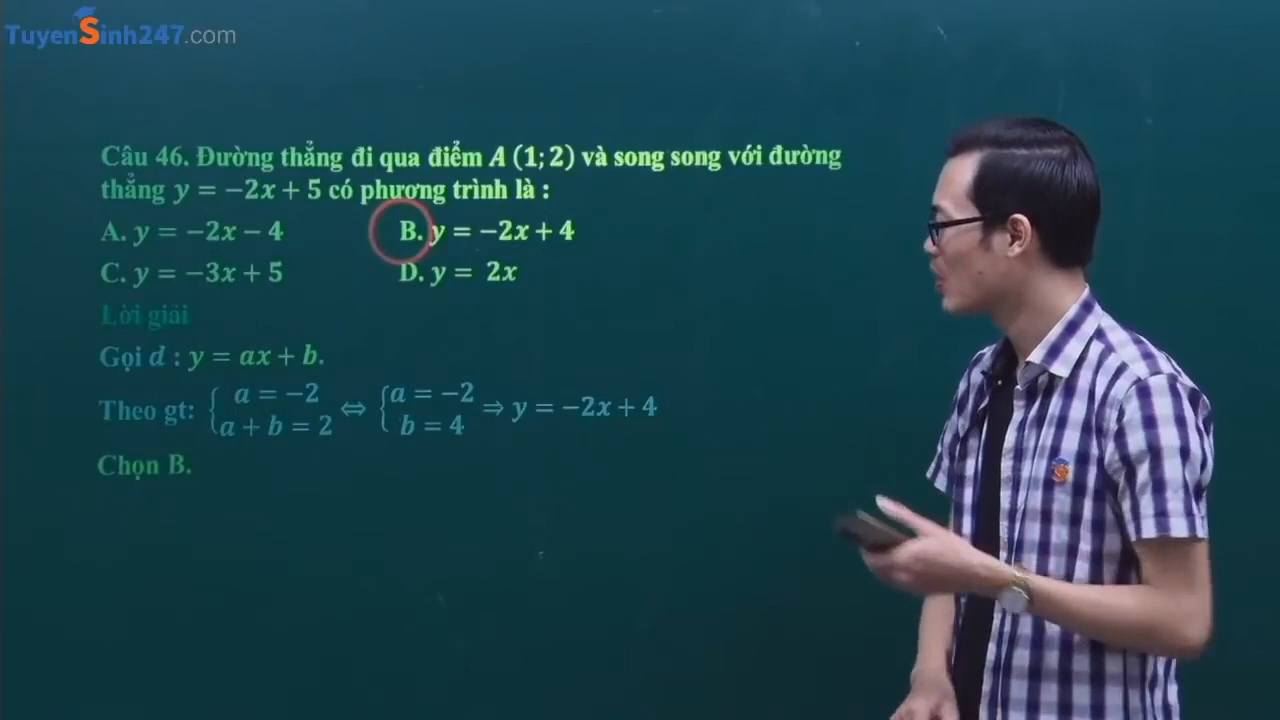 TuyenSinh247.com
Câu 46. Đường thẳng đi qua điểm A (1; 2) và song song với đường
thẳng y = −2x + 5 có phương trình là :
A. y = −2x − 4 B. y = −2x + 4
C. y = −3x + 5 D. y = 2x
Lời giải
Gọi d : y = ax + b.
Theo gt: { a = −2 ⇔ { a = −2 ⇒ y = −2x + 4
a + b = 2 b = 4
Chọn B.